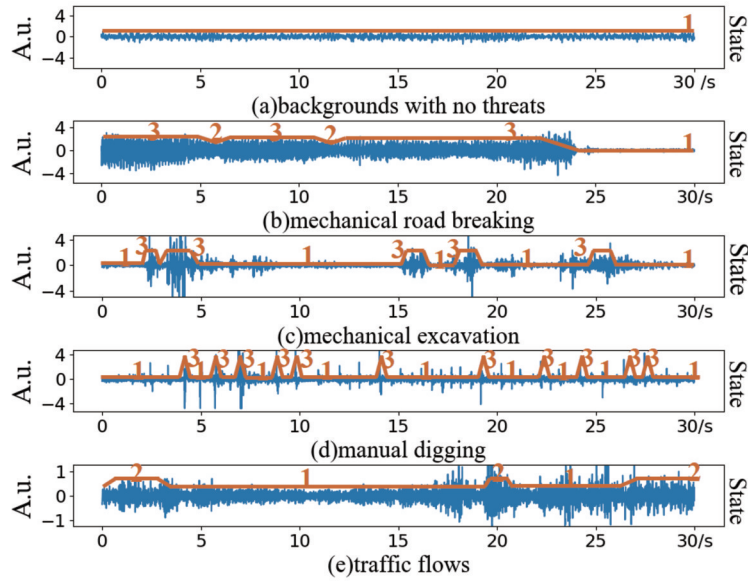 A.u. 4 0 −4 1 State
0 5 10 15 20 25 30 /s
(a)backgrounds with no threats
A.u. 4 0 −4 3 2 3 2 3 1 State
0 5 10 15 20 25 30/s
(b)mechanical road breaking
A.u. 4 0 −4 1 3 3 1 3 1 3 1 3 1 State
0 5 10 15 20 25 30/s
(c)mechanical excavation
A.u. 4 0 −4 1 3 1 3 3 1 3 3 1 3 1 3 1 3 1 3 1 3 3 1 State
0 5 10 15 20 25 30/s
(d)manual digging
A.u. 1 0 −1 2 1 2 1 2 State
0 5 10 15 20 25 30/s
(e)traffic flows